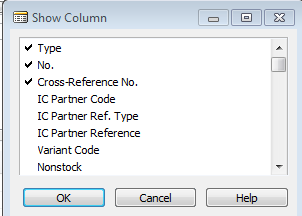 Show Column
Type
No.
Cross-Reference No.
IC Partner Code
IC Partner Ref. Type
IC Partner Reference
Variant Code
Nonstock
OK
Cancel
Help